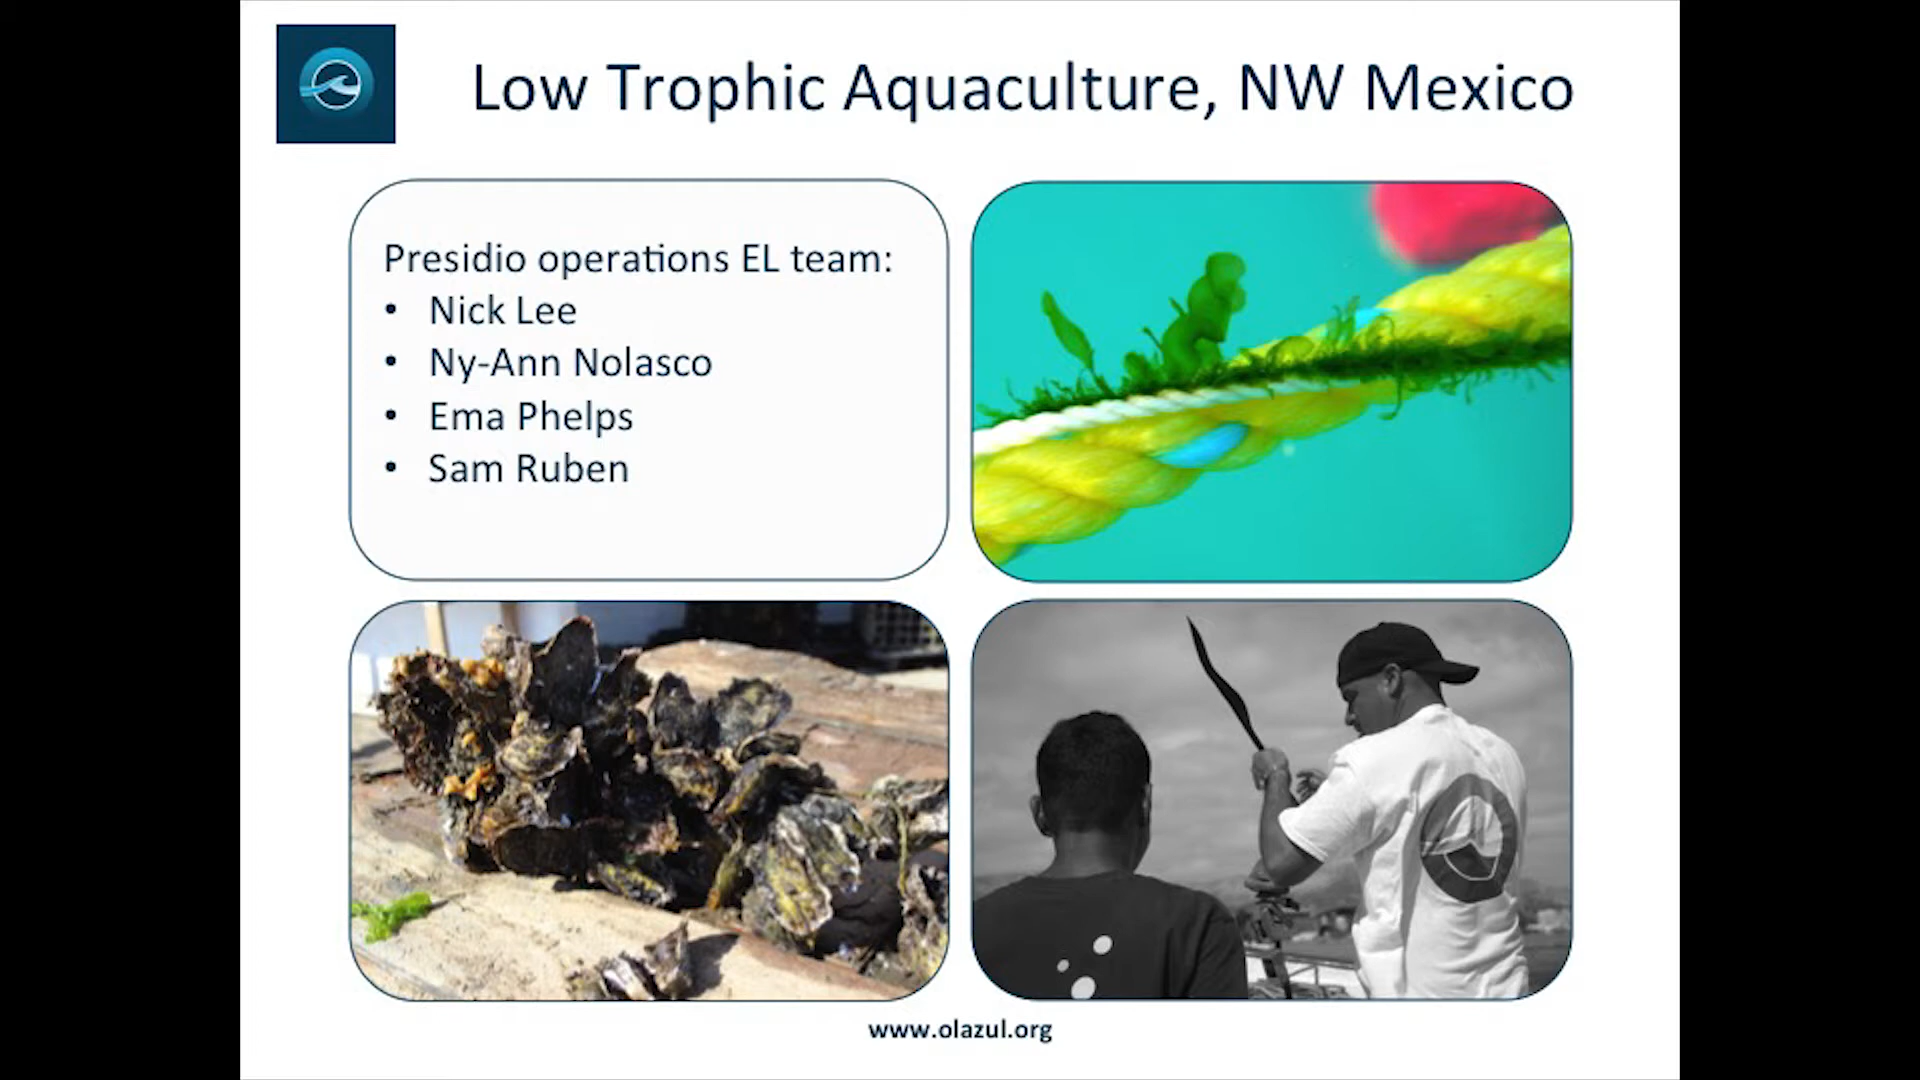 Low Trophic Aquaculture, NW Mexico
Presidio operations EL team:
• Nick Lee
• Ny-Ann Nolasco
• Ema Phelps
• Sam Ruben
www.olazul.org